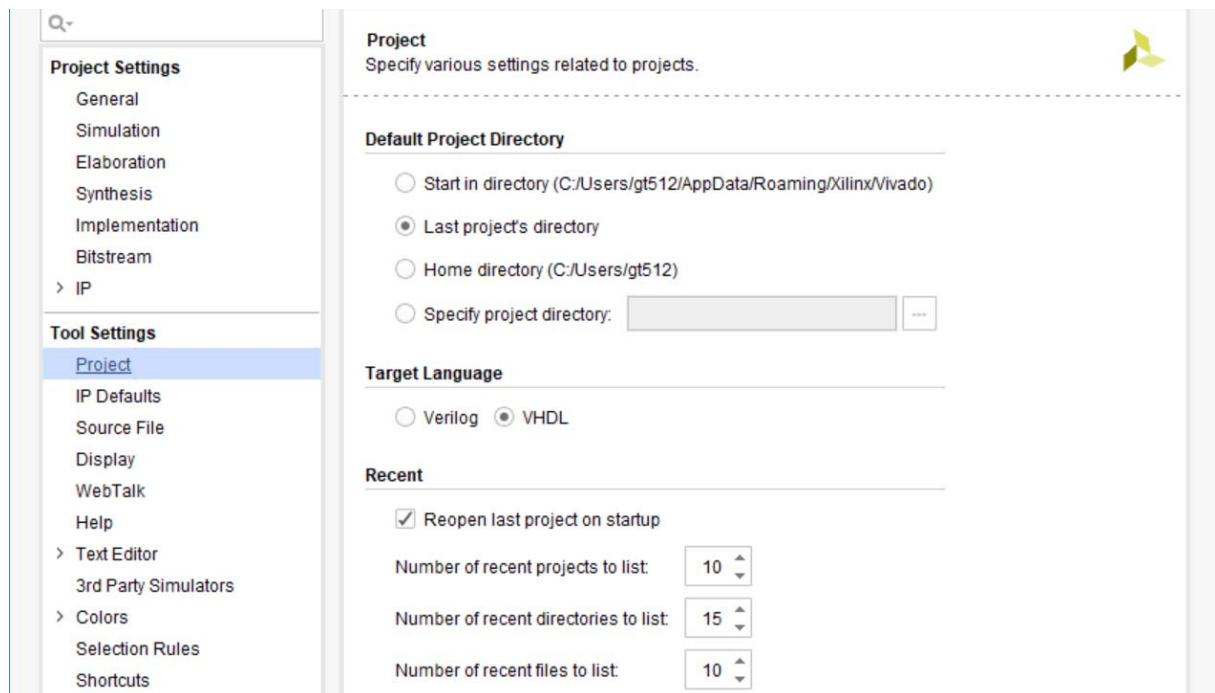 Project Settings
General
Simulation
Elaboration
Synthesis
Implementation
Bitstream
> IP
Tool Settings
Project
IP Defaults
Source File
Display
WebTalk
Help
> Text Editor
3rd Party Simulators
> Colors
Selection Rules
Shortcuts
Project
Specify various settings related to projects.
Default Project Directory
Start in directory (C:/Users/gt512/AppData/Roaming/Xilinx/Vivado)
Last project's directory
Home directory (C:/Users/gt512)
Specify project directory:
Target Language
Verilog VHDL
Recent
Reopen last project on startup
Number of recent projects to list: 10
Number of recent directories to list: 15
Number of recent files to list: 10